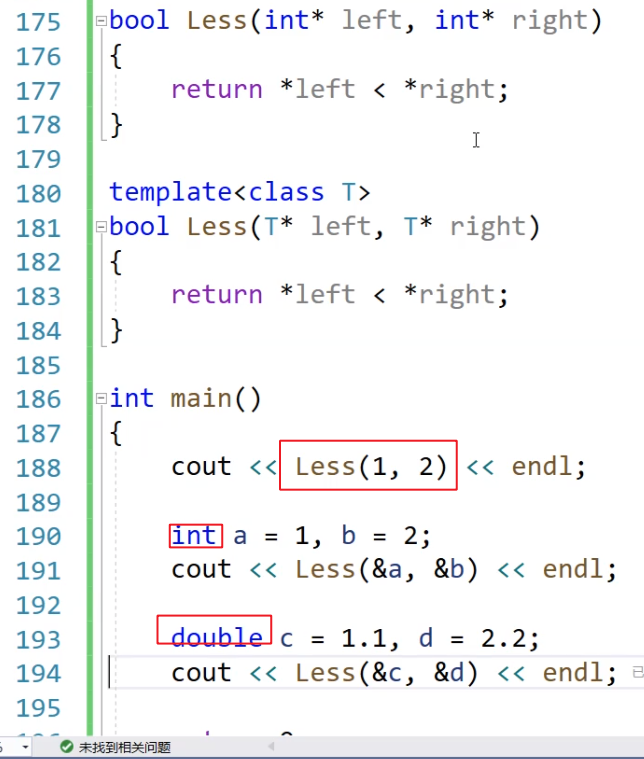 175 bool Less(int* left, int* right)
176 {
177 return *left < *right;
178 }
179
180 template<class T>
181 bool Less(T* left, T* right)
182 {
183 return *left < *right;
184 }
185
186 int main()
187 {
188 cout << Less(1, 2) << endl;
189
190 int a = 1, b = 2;
191 cout << Less(&a, &b) << endl;
192
193 double c = 1.1, d = 2.2;
194 cout << Less(&c, &d) << endl;
195
未找到相关问题